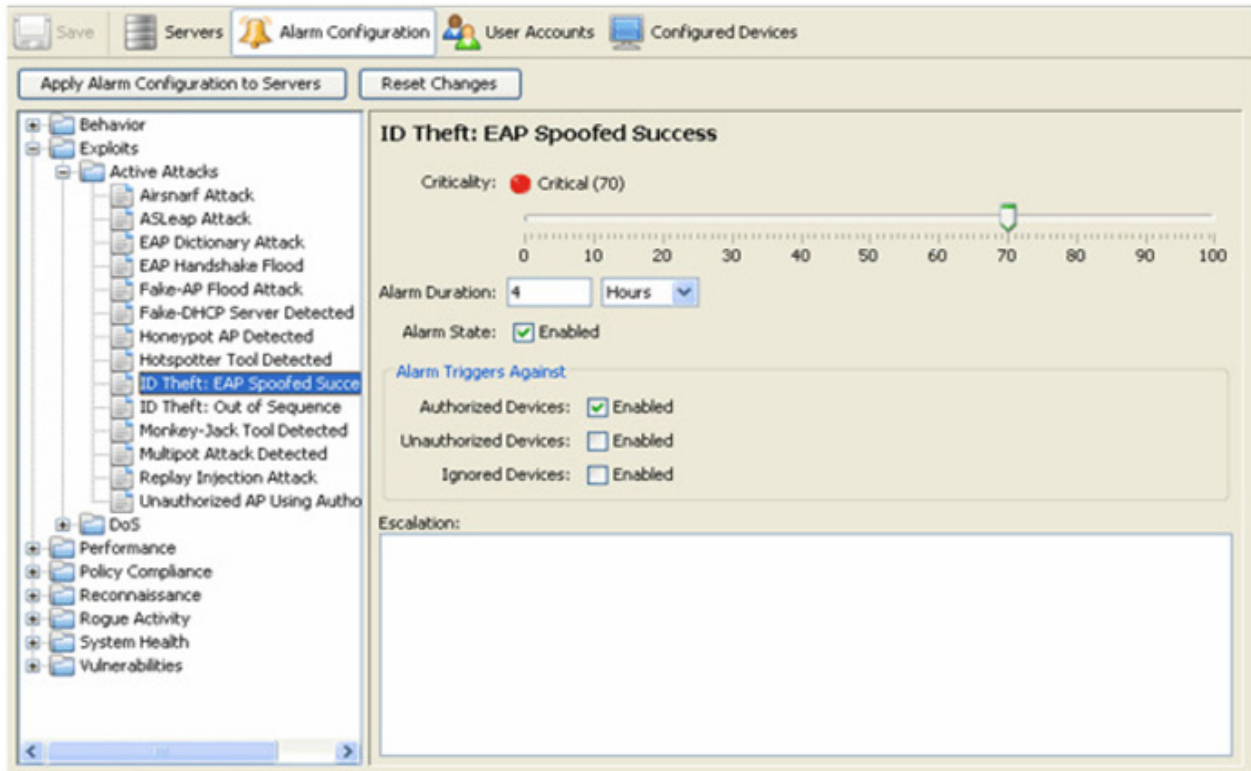 Save Servers Alarm Configuration User Accounts Configured Devices
Apply Alarm Configuration to Servers Reset Changes
Behavior
Exploits
Active Attacks
Airsnarf Attack
ASLeap Attack
EAP Dictionary Attack
EAP Handshake Flood
Fake-AP Flood Attack
Fake-DHCP Server Detected
Honeypot AP Detected
Hotspotter Tool Detected
ID Theft: EAP Spoofed Succe
ID Theft: Out of Sequence
Monkey-Jack Tool Detected
Multipot Attack Detected
Replay Injection Attack
Unauthorized AP Using Autho
DoS
Performance
Policy Compliance
Reconnaissance
Rogue Activity
System Health
Vulnerabilities
ID Theft: EAP Spoofed Success
Criticality: Critical (70)
0 10 20 30 40 50 60 70 80 90 100
Alarm Duration: 4 Hours
Alarm State: Enabled
Alarm Triggers Against
Authorized Devices: Enabled
Unauthorized Devices: Enabled
Ignored Devices: Enabled
Escalation: